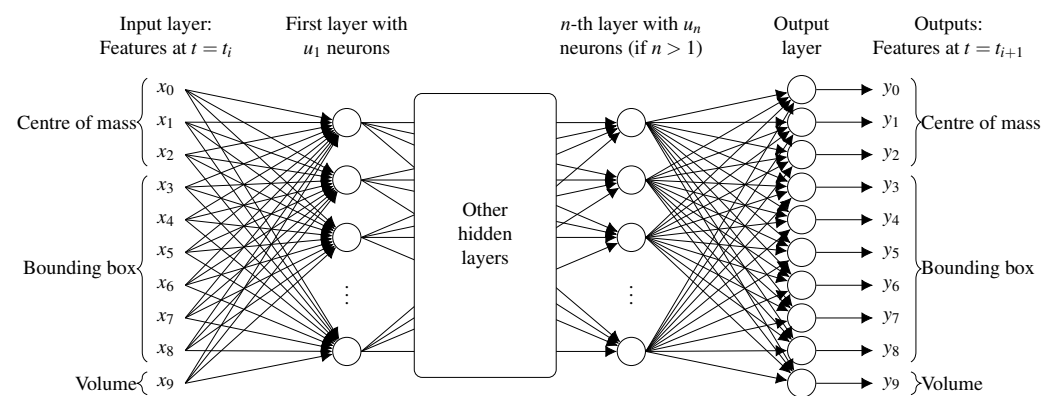 Input layer:
Features at t = t_i
First layer with
u_1 neurons
n-th layer with u_n
neurons (if n > 1)
Output
layer
Outputs:
Features at t = t_{i+1}
Centre of mass
x_0
x_1
x_2
Bounding box
x_3
x_4
x_5
x_6
x_7
x_8
Volume
x_9
⋮
Other
hidden
layers
⋮
y_0
y_1
y_2
Centre of mass
y_3
y_4
y_5
y_6
y_7
y_8
Bounding box
y_9
Volume